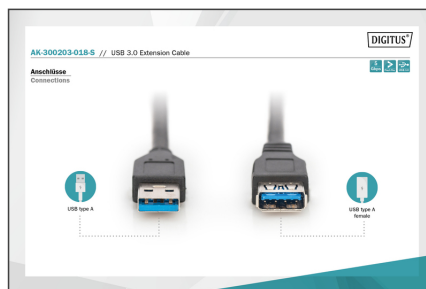 DIGITUS®
AK-300203-018-S // USB 3.0 Extension Cable
Anschlüsse
Connections
USB type A
USB type A
female